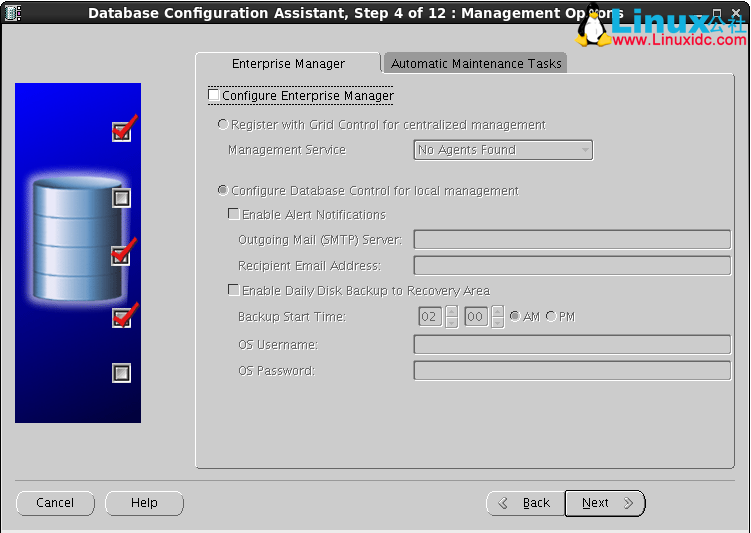 Database Configuration Assistant, Step 4 of 12 : Management Options
Linux公社
www.Linuxidc.com
Enterprise Manager
Automatic Maintenance Tasks
Configure Enterprise Manager
Register with Grid Control for centralized management
Management Service
No Agents Found
Configure Database Control for local management
Enable Alert Notifications
Outgoing Mail (SMTP) Server:
Recipient Email Address:
Enable Daily Disk Backup to Recovery Area
Backup Start Time: 02 00 AM PM
OS Username:
OS Password:
Cancel
Help
Back
Next